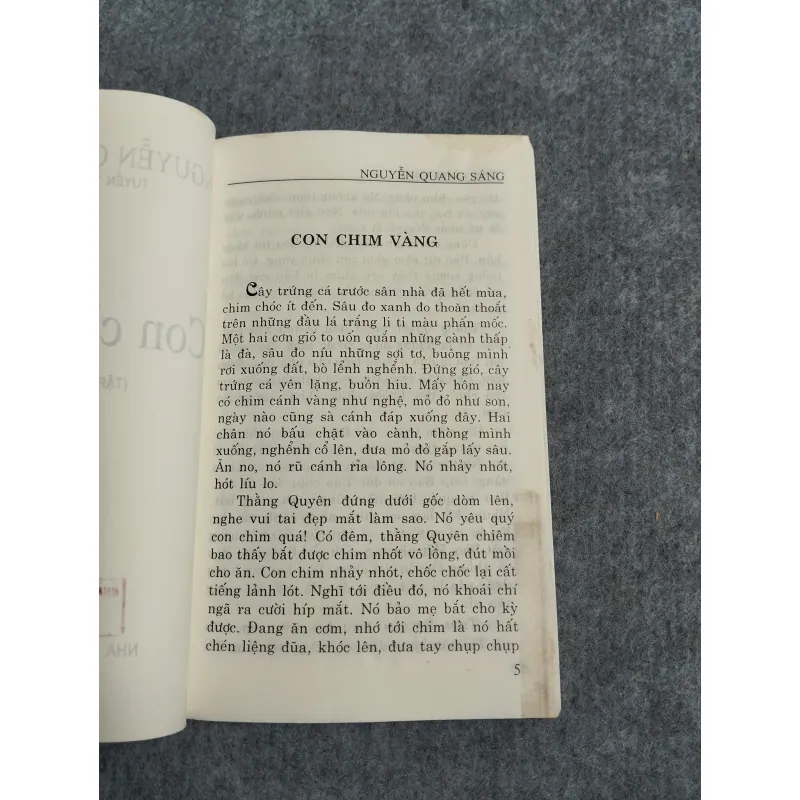 NGUYỄN QUANG SÁNG
CON CHIM VÀNG
Cây trứng cá trước sân nhà đã hết mùa,
chim chóc ít đến. Sâu đo xanh đo thoăn thoắt
trên những đầu lá trắng li ti màu phấn mốc.
Một hai cơn gió to uốn quắn những cành thấp
là đà, sâu đo níu những sợi tơ, buông mình
rơi xuống đất, bò lểnh nghểnh. Đứng gió, cây
trứng cá yên lặng, buồn hiu. Mấy hôm nay
có chim cánh vàng như nghệ, mỏ đỏ như son,
ngày nào cũng sà cánh đáp xuống đây. Hai
chân nó bấu chặt vào cành, thòng mình
xuống, nghểnh cổ lên, đưa mỏ đỏ gắp lấy sâu.
Ăn no, nó rũ cánh rỉa lông. Nó nhảy nhót,
hót líu lo.
Thằng Quyên đứng dưới gốc dòm lên,
nghe vui tai đẹp mắt làm sao. Nó yêu quý
con chim quá! Có đêm, thằng Quyên chiêm
bao thấy bắt được chim nhốt vô lồng, đút mồi
cho ăn. Con chim nhảy nhót, chốc chốc lại cất
tiếng lảnh lót. Nghĩ tới điều đó, nó khoái chí
ngã ra cười híp mắt. Nó bảo mẹ bắt cho kỳ
được. Đang ăn cơm, nhớ tới chim là nó hất
chén liệng đũa, khóc lên, đưa tay chụp chụp
5